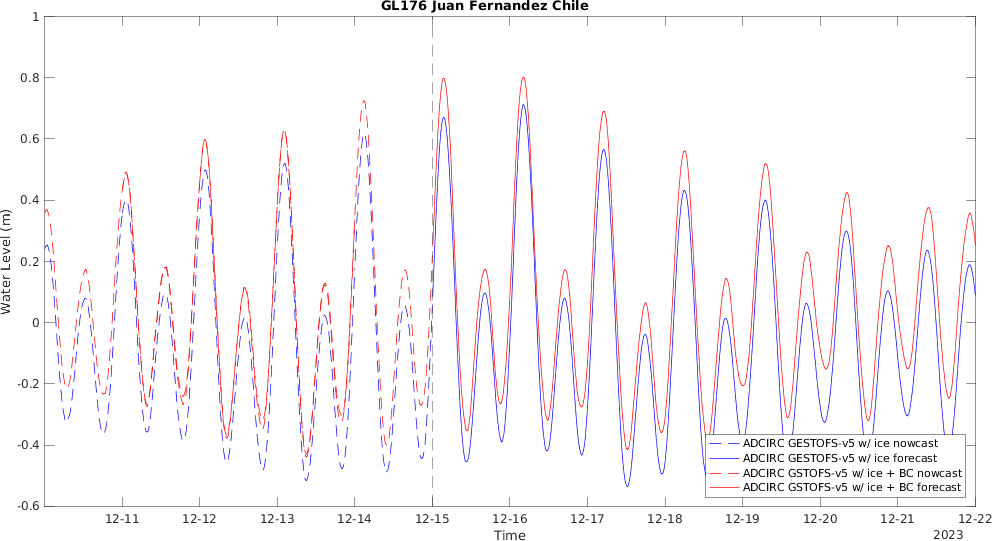 GL176 Juan Fernandez Chile
1
0.8
0.6
0.4
0.2
0
-0.2
-0.4
-0.6
Water Level (m)
12-11 12-12 12-13 12-14 12-15 12-16 12-17 12-18 12-19 12-20 12-21 12-22
Time
2023
ADCIRC GESTOFS-v5 w/ ice nowcast
ADCIRC GESTOFS-v5 w/ ice forecast
ADCIRC GSTOFS-v5 w/ ice + BC nowcast
ADCIRC GSTOFS-v5 w/ ice + BC forecast